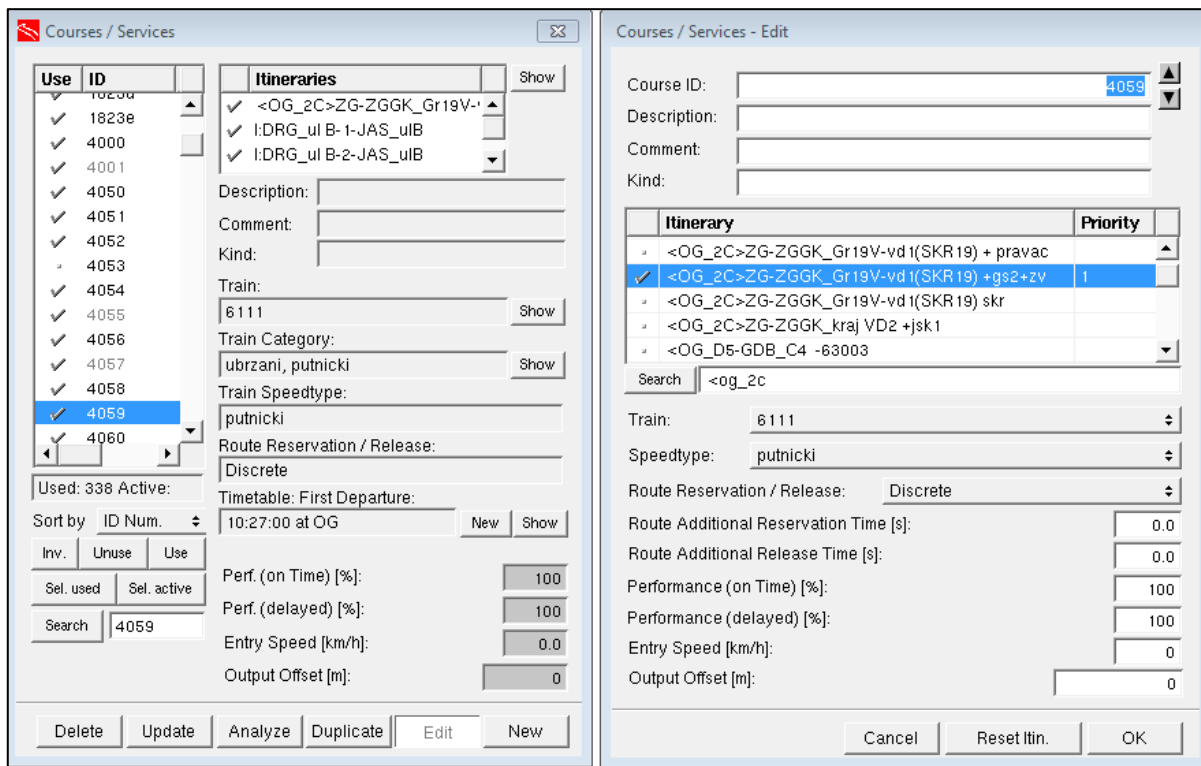 Courses / Services
Use ID
1823d
1823e
4000
4001
4050
4051
4052
4053
4054
4055
4056
4057
4058
4059
4060
Used: 338 Active:
Sort by ID Num.
Inv. Unuse Use
Sel. used Sel. active
Search 4059
Itineraries Show
<OG_2C>ZG-ZGGK_Gr19V-
I:DRG_ul B-1-JAS_ulB
I:DRG_ul B-2-JAS_ulB
Description:
Comment:
Kind:
Train:
6111 Show
Train Category:
ubrzani, putnicki Show
Train Speedtype:
putnicki
Route Reservation / Release:
Discrete
Timetable: First Departure:
10:27:00 at OG New Show
Perf. (on Time) [%]: 100
Perf. (delayed) [%]: 100
Entry Speed [km/h]: 0.0
Output Offset [m]: 0
Delete Update Analyze Duplicate Edit New
Courses / Services - Edit
Course ID: 4059
Description:
Comment:
Kind:
Itinerary Priority
<OG_2C>ZG-ZGGK_Gr19V-vd1(SKR19) + pravac
<OG_2C>ZG-ZGGK_Gr19V-vd1(SKR19) +gs2+zv 1
<OG_2C>ZG-ZGGK_Gr19V-vd1(SKR19) skr
<OG_2C>ZG-ZGGK_kraj VD2 +jsk1
<OG_D5-GDB_C4 -63003
Search <og_2c
Train: 6111
Speedtype: putnicki
Route Reservation / Release: Discrete
Route Additional Reservation Time [s]: 0.0
Route Additional Release Time [s]: 0.0
Performance (on Time) [%]: 100
Performance (delayed) [%]: 100
Entry Speed [km/h]: 0
Output Offset [m]: 0
Cancel Reset Itin. OK